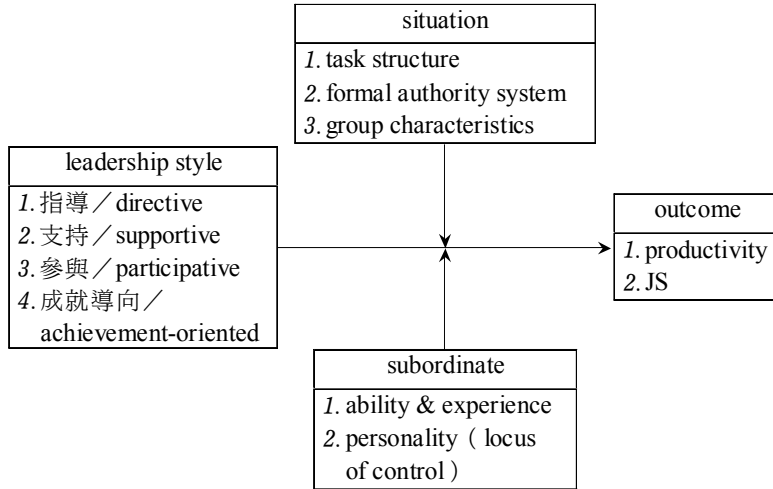 situation
1. task structure
2. formal authority system
3. group characteristics
leadership style
1. 指導／directive
2. 支持／supportive
3. 參與／participative
4. 成就導向／
achievement-oriented
outcome
1. productivity
2. JS
subordinate
1. ability & experience
2. personality（locus
of control）